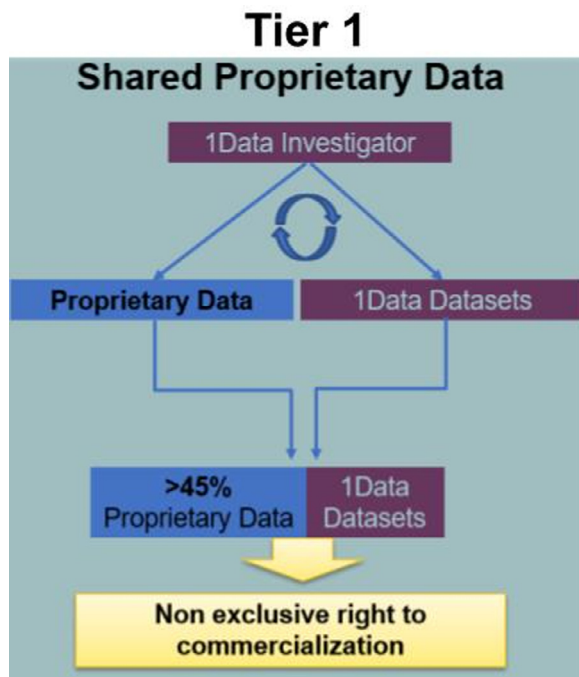 Tier 1
Shared Proprietary Data
1Data Investigator
Proprietary Data
1Data Datasets
>45%
Proprietary Data
1Data
Datasets
Non exclusive right to
commercialization